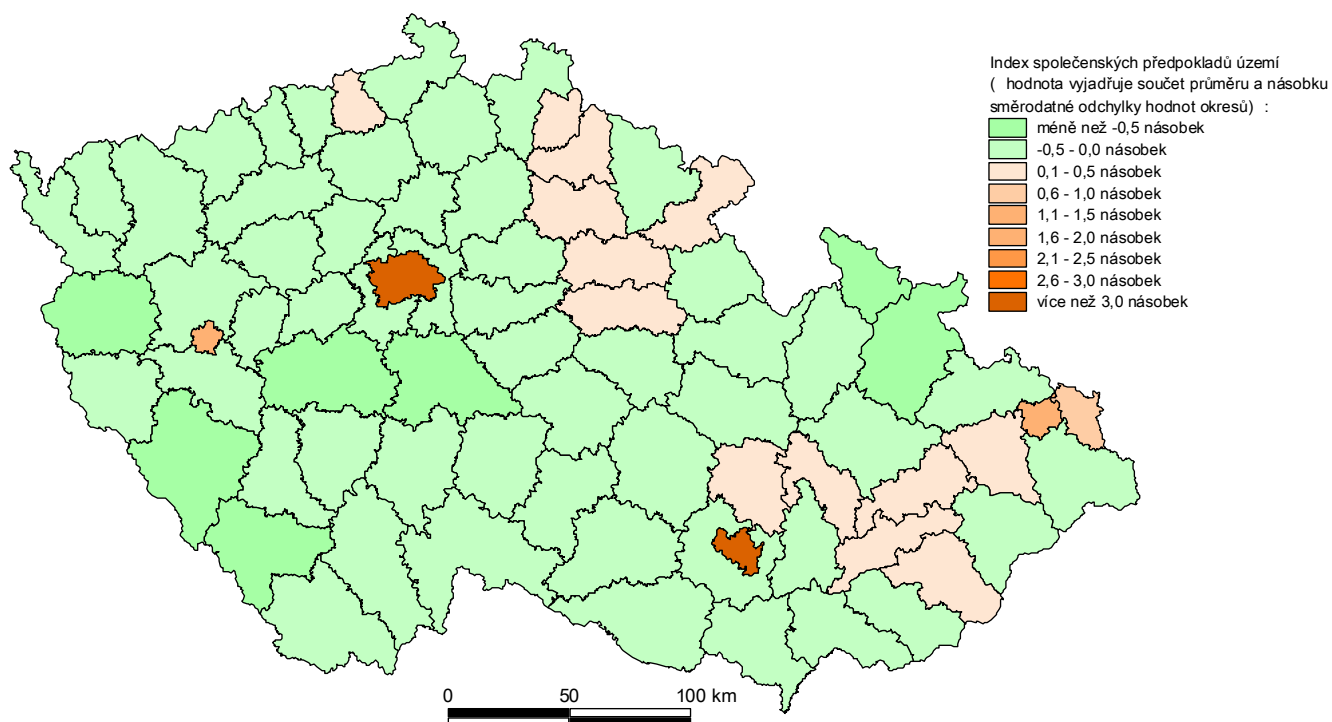 Index společenských předpokladů území
( hodnota vyjadřuje součet průměru a násobku
směrodatné odchylky hodnot okresů) :
méně než -0,5 násobek
-0,5 - 0,0 násobek
0,1 - 0,5 násobek
0,6 - 1,0 násobek
1,1 - 1,5 násobek
1,6 - 2,0 násobek
2,1 - 2,5 násobek
2,6 - 3,0 násobek
více než 3,0 násobek
0 50 100 km